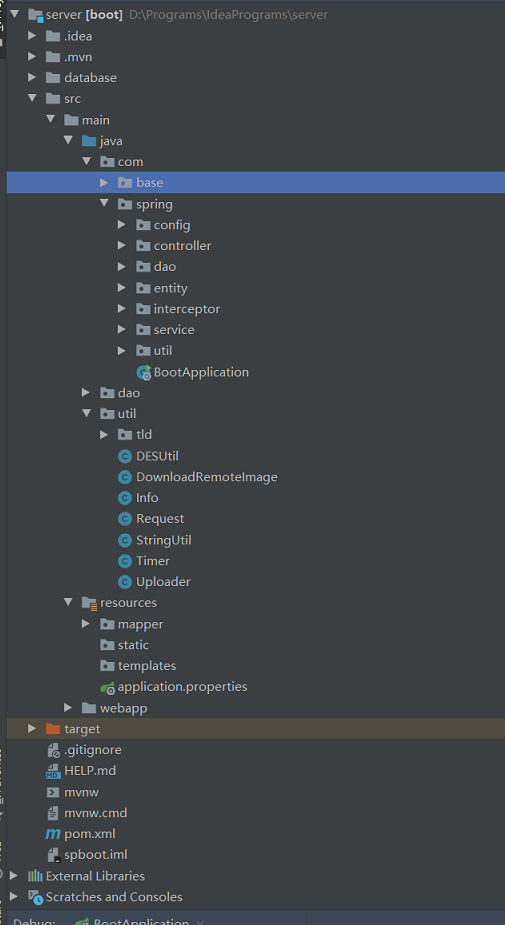 server [boot] D:\Programs\IdeaPrograms\server
.idea
.mvn
database
src
main
java
com
base
spring
config
controller
dao
entity
interceptor
service
util
BootApplication
dao
util
tld
DESUtil
DownloadRemoteImage
Info
Request
StringUtil
Timer
Uploader
resources
mapper
static
templates
application.properties
webapp
target
.gitignore
HELP.md
mvnw
mvnw.cmd
pom.xml
spboot.iml
External Libraries
Scratches and Consoles
Debug: BootApplication